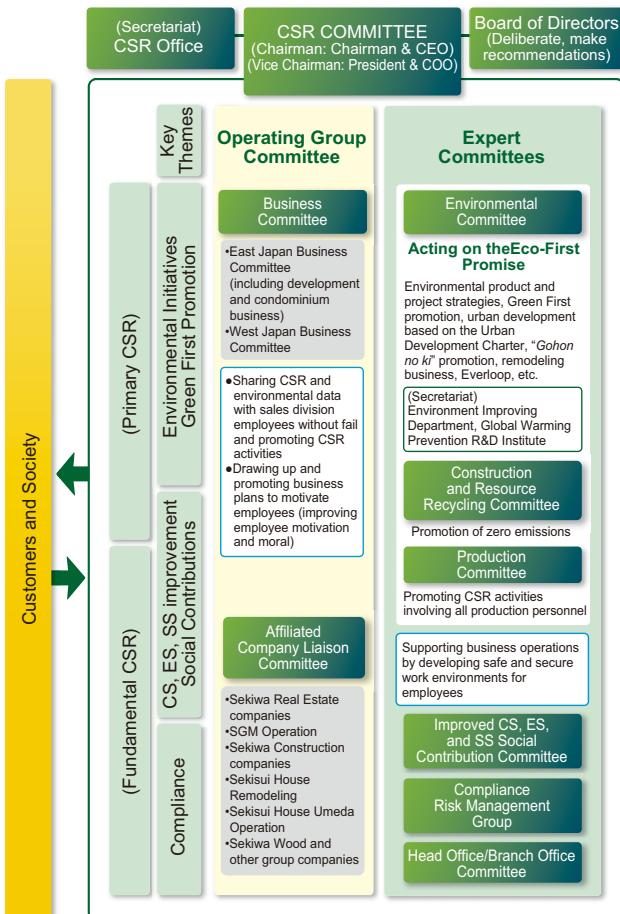 (Secretariat)
CSR Office
CSR COMMITTEE
(Chairman: Chairman & CEO)
(Vice Chairman: President & COO)
Board of Directors
(Deliberate, make
recommendations)
Customers and Society
(Primary CSR)
(Fundamental CSR)
Key
Themes
Environmental Initiatives
Green First Promotion
CS, ES, SS improvement
Social Contributions
Compliance
Operating Group
Committee
Business
Committee
•East Japan Business
Committee
(including development
and condominium
business)
•West Japan Business
Committee
●Sharing CSR and
environmental data
with sales division
employees without fail
and promoting CSR
activities
●Drawing up and
promoting business
plans to motivate
employees (improving
employee motivation
and moral)
Affiliated
Company Liaison
Committee
•Sekiwa Real Estate
companies
•SGM Operation
•Sekiwa Construction
companies
•Sekisui House
Remodeling
•Sekisui House Umeda
Operation
•Sekiwa Wood and
other group companies
Expert
Committees
Environmental
Committee
Acting on theEco-First
Promise
Environmental product and
project strategies, Green First
promotion, urban development
based on the Urban
Development Charter, “Gohon
no ki” promotion, remodeling
business, Everloop, etc.
(Secretariat)
Environment Improving
Department, Global Warming
Prevention R&D Institute
Construction
and Resource
Recycling Committee
Promotion of zero emissions
Production
Committee
Promoting CSR activities
involving all production personnel
Supporting business operations
by developing safe and secure
work environments for
employees
Improved CS, ES,
and SS Social
Contribution Committee
Compliance
Risk Management
Group
Head Office/Branch Office
Committee